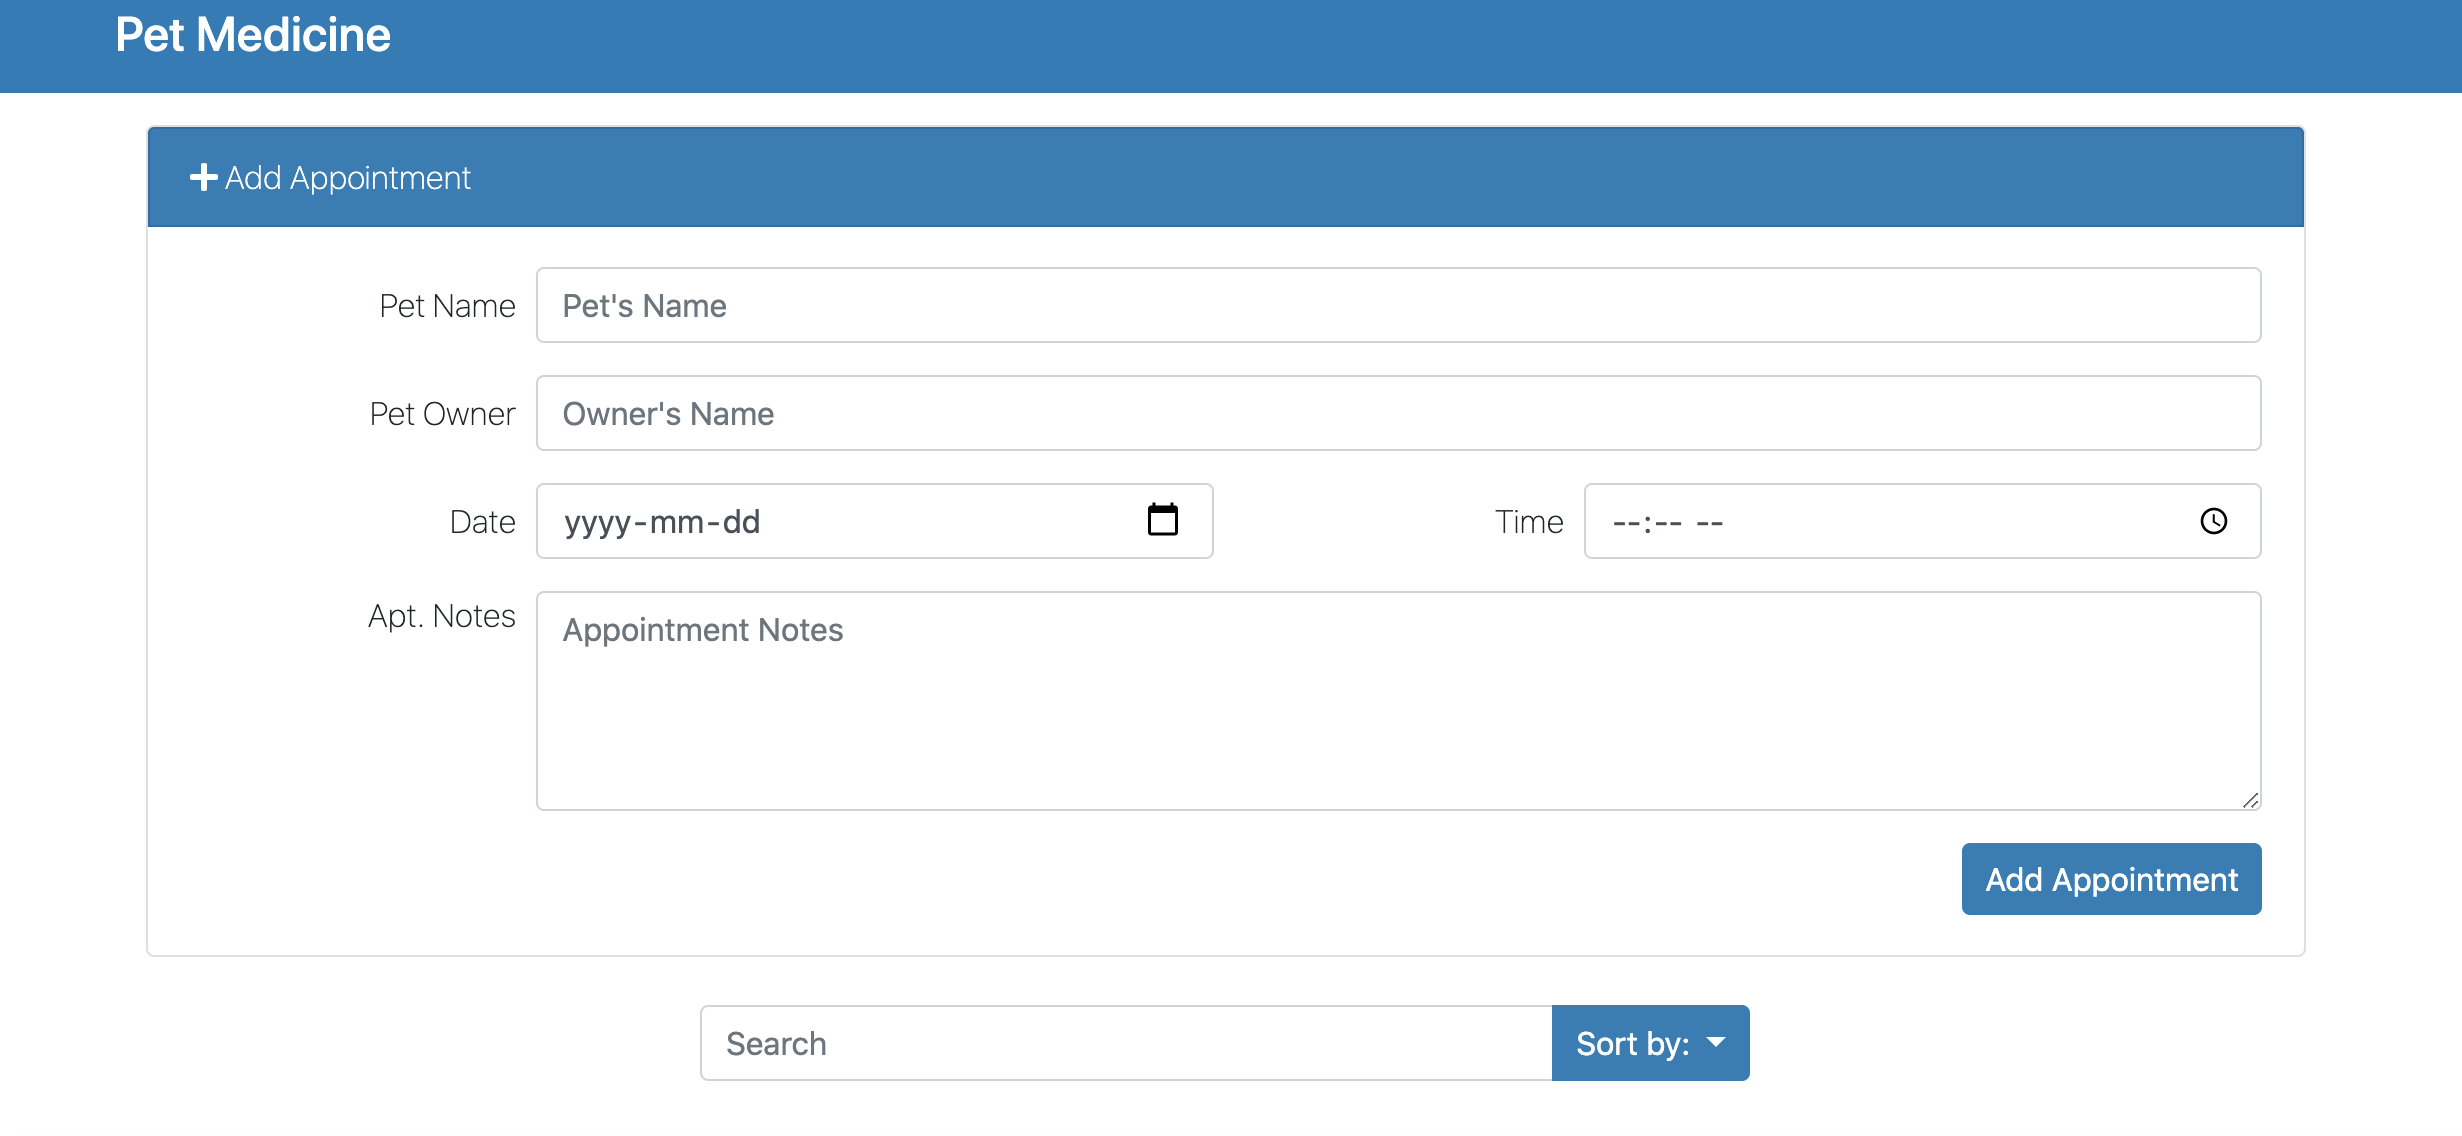 Pet Medicine
Add Appointment
Pet Name Pet's Name
Pet Owner Owner's Name
Date yyyy-mm-dd Time --:-- --
Apt. Notes Appointment Notes
Add Appointment
Search Sort by: